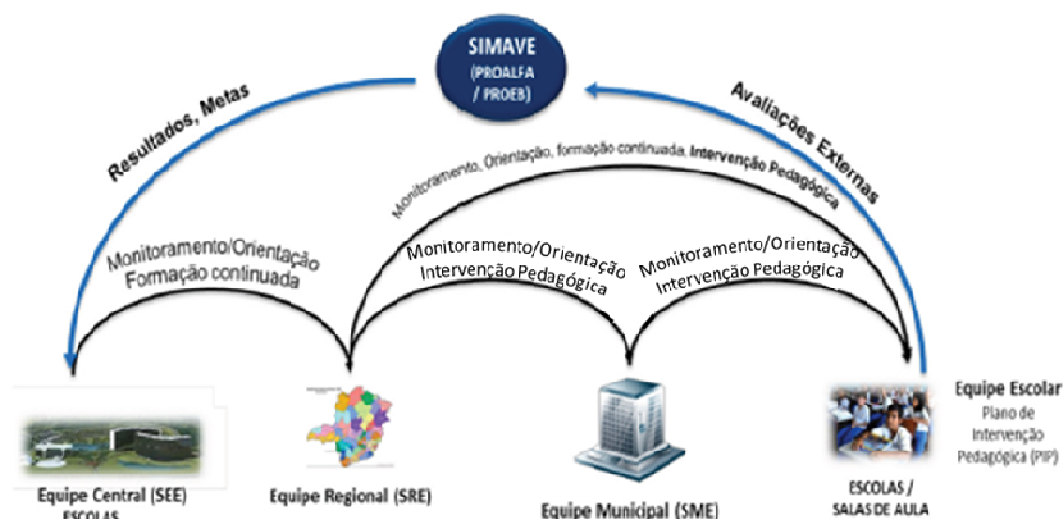 SIMAVE
(PROALFA
/ PROEB)
Resultados, Metas
Avaliações Externas
Monitoramento, Orientação, formação continuada, Intervenção Pedagógica
Monitoramento/Orientação
Formação continuada
Monitoramento/Orientação
Intervenção Pedagógica
Monitoramento/Orientação
Intervenção Pedagógica
Equipe Central (SEE)
ESCOLAS
Equipe Regional (SRE)
Equipe Municipal (SME)
ESCOLAS /
SALAS DE AULA
Equipe Escolar
Plano de
Intervenção
Pedagógica (PIP)